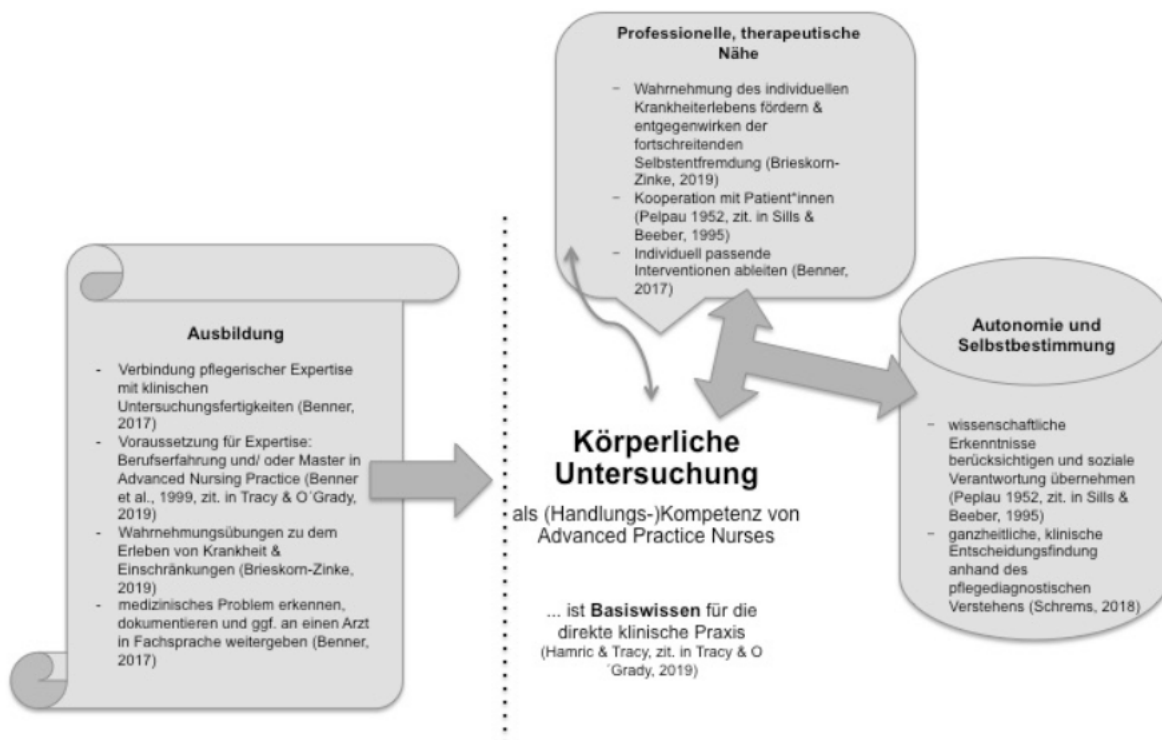 Professionelle, therapeutische
Nähe
− Wahrnehmung des individuellen
Krankheiterlebens fördern &
entgegenwirken der
fortschreitenden
Selbstentfremdung (Brieskorn-
Zinke, 2019)
− Kooperation mit Patient*innen
(Pelpau 1952, zit. in Sills &
Beeber, 1995)
− Individuell passende
Interventionen ableiten (Benner,
2017)
Ausbildung
- Verbindung pflegerischer Expertise
mit klinischen
Untersuchungsfertigkeiten (Benner,
2017)
- Voraussetzung für Expertise:
Berufserfahrung und/ oder Master in
Advanced Nursing Practice (Benner
et al., 1999, zit. in Tracy & O´Grady,
2019)
- Wahrnehmungsübungen zu dem
Erleben von Krankheit &
Einschränkungen (Brieskorn-Zinke,
2019)
- medizinisches Problem erkennen,
dokumentieren und ggf. an einen Arzt
in Fachsprache weitergeben (Benner,
2017)
Körperliche
Untersuchung
als (Handlungs-)Kompetenz von
Advanced Practice Nurses
... ist Basiswissen für die
direkte klinische Praxis
(Hamric & Tracy, zit. in Tracy & O
´Grady, 2019)
Autonomie und
Selbstbestimmung
− wissenschaftliche
Erkenntnisse
berücksichtigen und soziale
Verantwortung übernehmen
(Peplau 1952, zit. in Sills &
Beeber, 1995)
− ganzheitliche, klinische
Entscheidungsfindung
anhand des
pflegediagnostischen
Verstehens (Schrems, 2018)